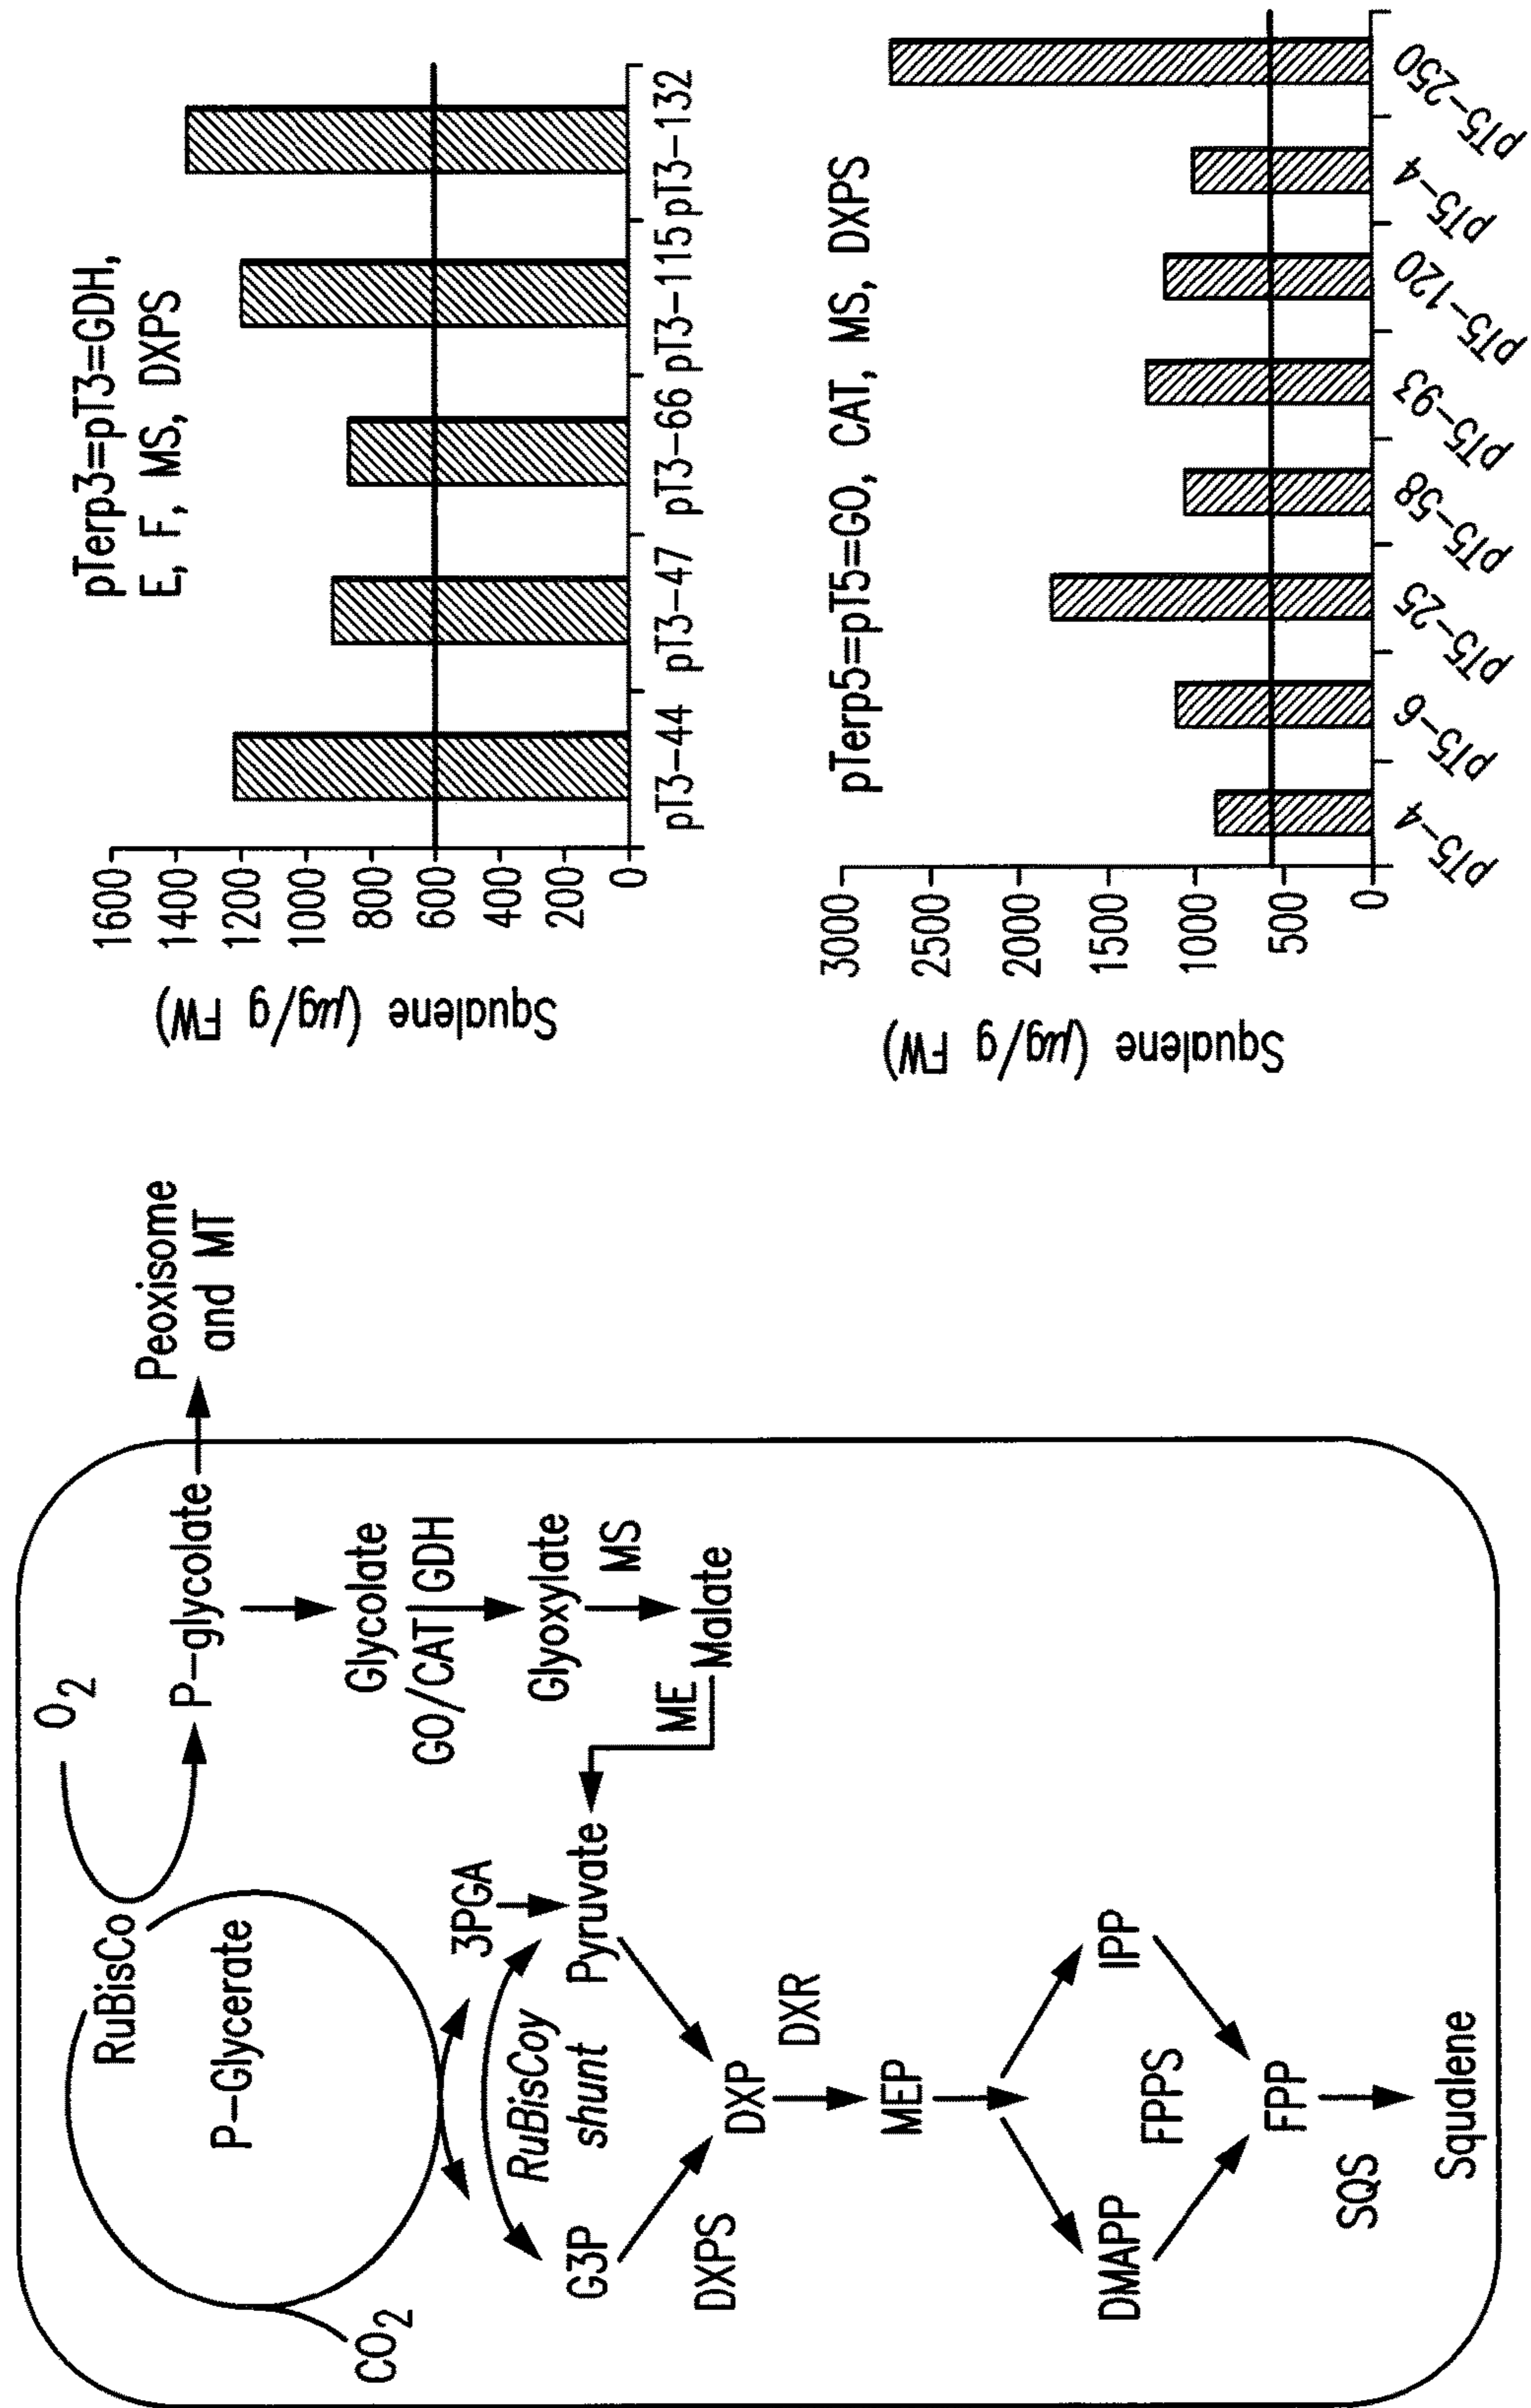 O2
RuBisCo
P-glycolate
Peoxisome
and MT
P-Glycerate
CO2
Glycolate
GO/CAT
GDH
3PGA
Glyoxylate
MS
RuBisCoy
shunt
G3P
Pyruvate
ME
Malate
DXPS
DXP
DXR
MEP
DMAPP
IPP
FPPS
FPP
SQS
Squalene
pTerp3=pT3=GDH,
E, F, MS, DXPS
Squalene (µg/g FW)
1600
1400
1200
1000
800
600
400
200
0
pT3-44
pT3-47
pT3-66
pT3-115
pT3-132
pTerp5=pT5=GO, CAT, MS, DXPS
Squalene (µg/g FW)
3000
2500
2000
1500
1000
500
0
pT5-4
pT5-6
pT5-25
pT5-58
pT5-93
pT5-120
pT5-4
pT5-250